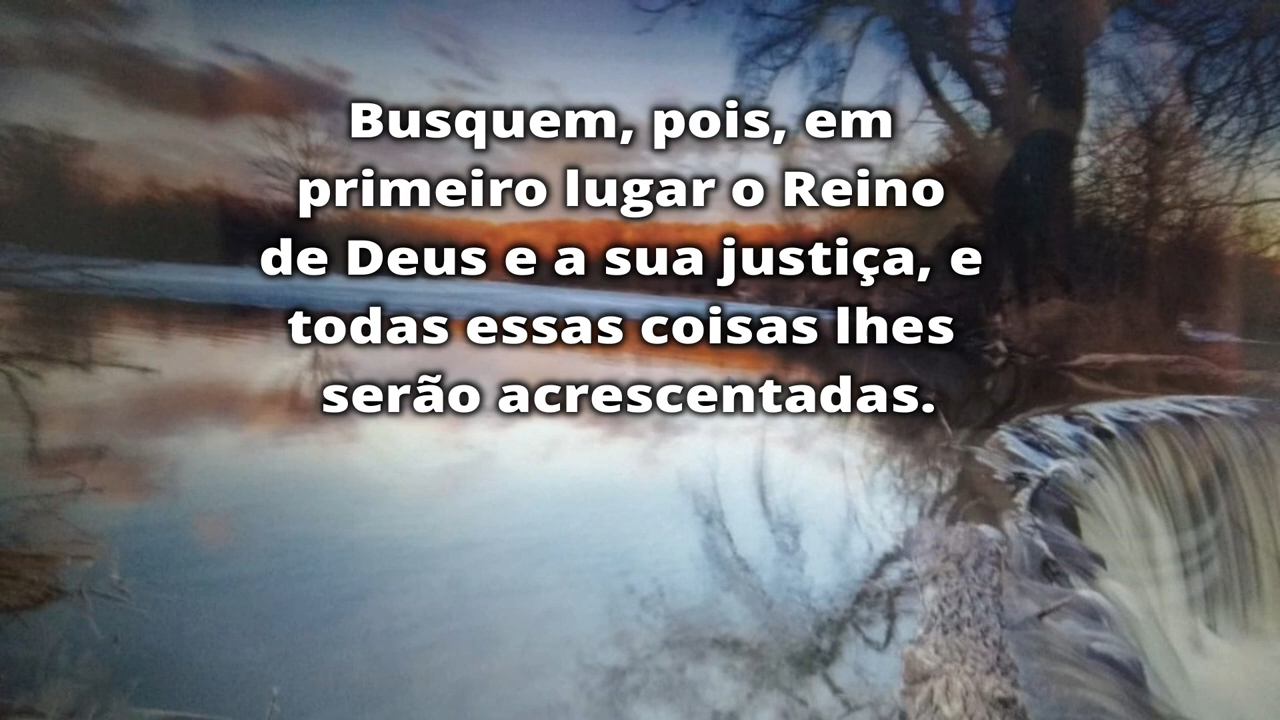 Busquem, pois, em
primeiro lugar o Reino
de Deus e a sua justiça, e
todas essas coisas lhes
serão acrescentadas.